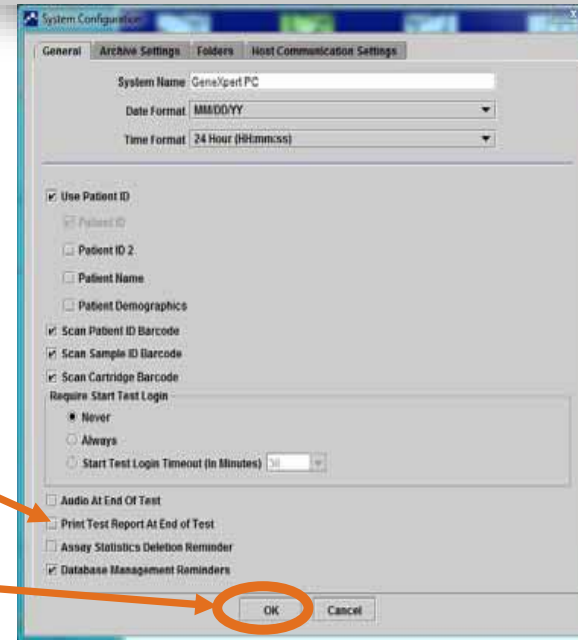 System Configuration
General Archive Settings Folders Host Communication Settings
System Name GeneXpert PC
Date Format MM/DD/YY
Time Format 24 Hour (HH:mm:ss)
Use Patient ID
Patient ID
Patient ID 2
Patient Name
Patient Demographics
Scan Patient ID Barcode
Scan Sample ID Barcode
Scan Cartridge Barcode
Require Start Test Login
Never
Always
Start Test Login Timeout (In Minutes) 30
Audio At End Of Test
Print Test Report At End of Test
Assay Statistics Deletion Reminder
Database Management Reminders
OK Cancel